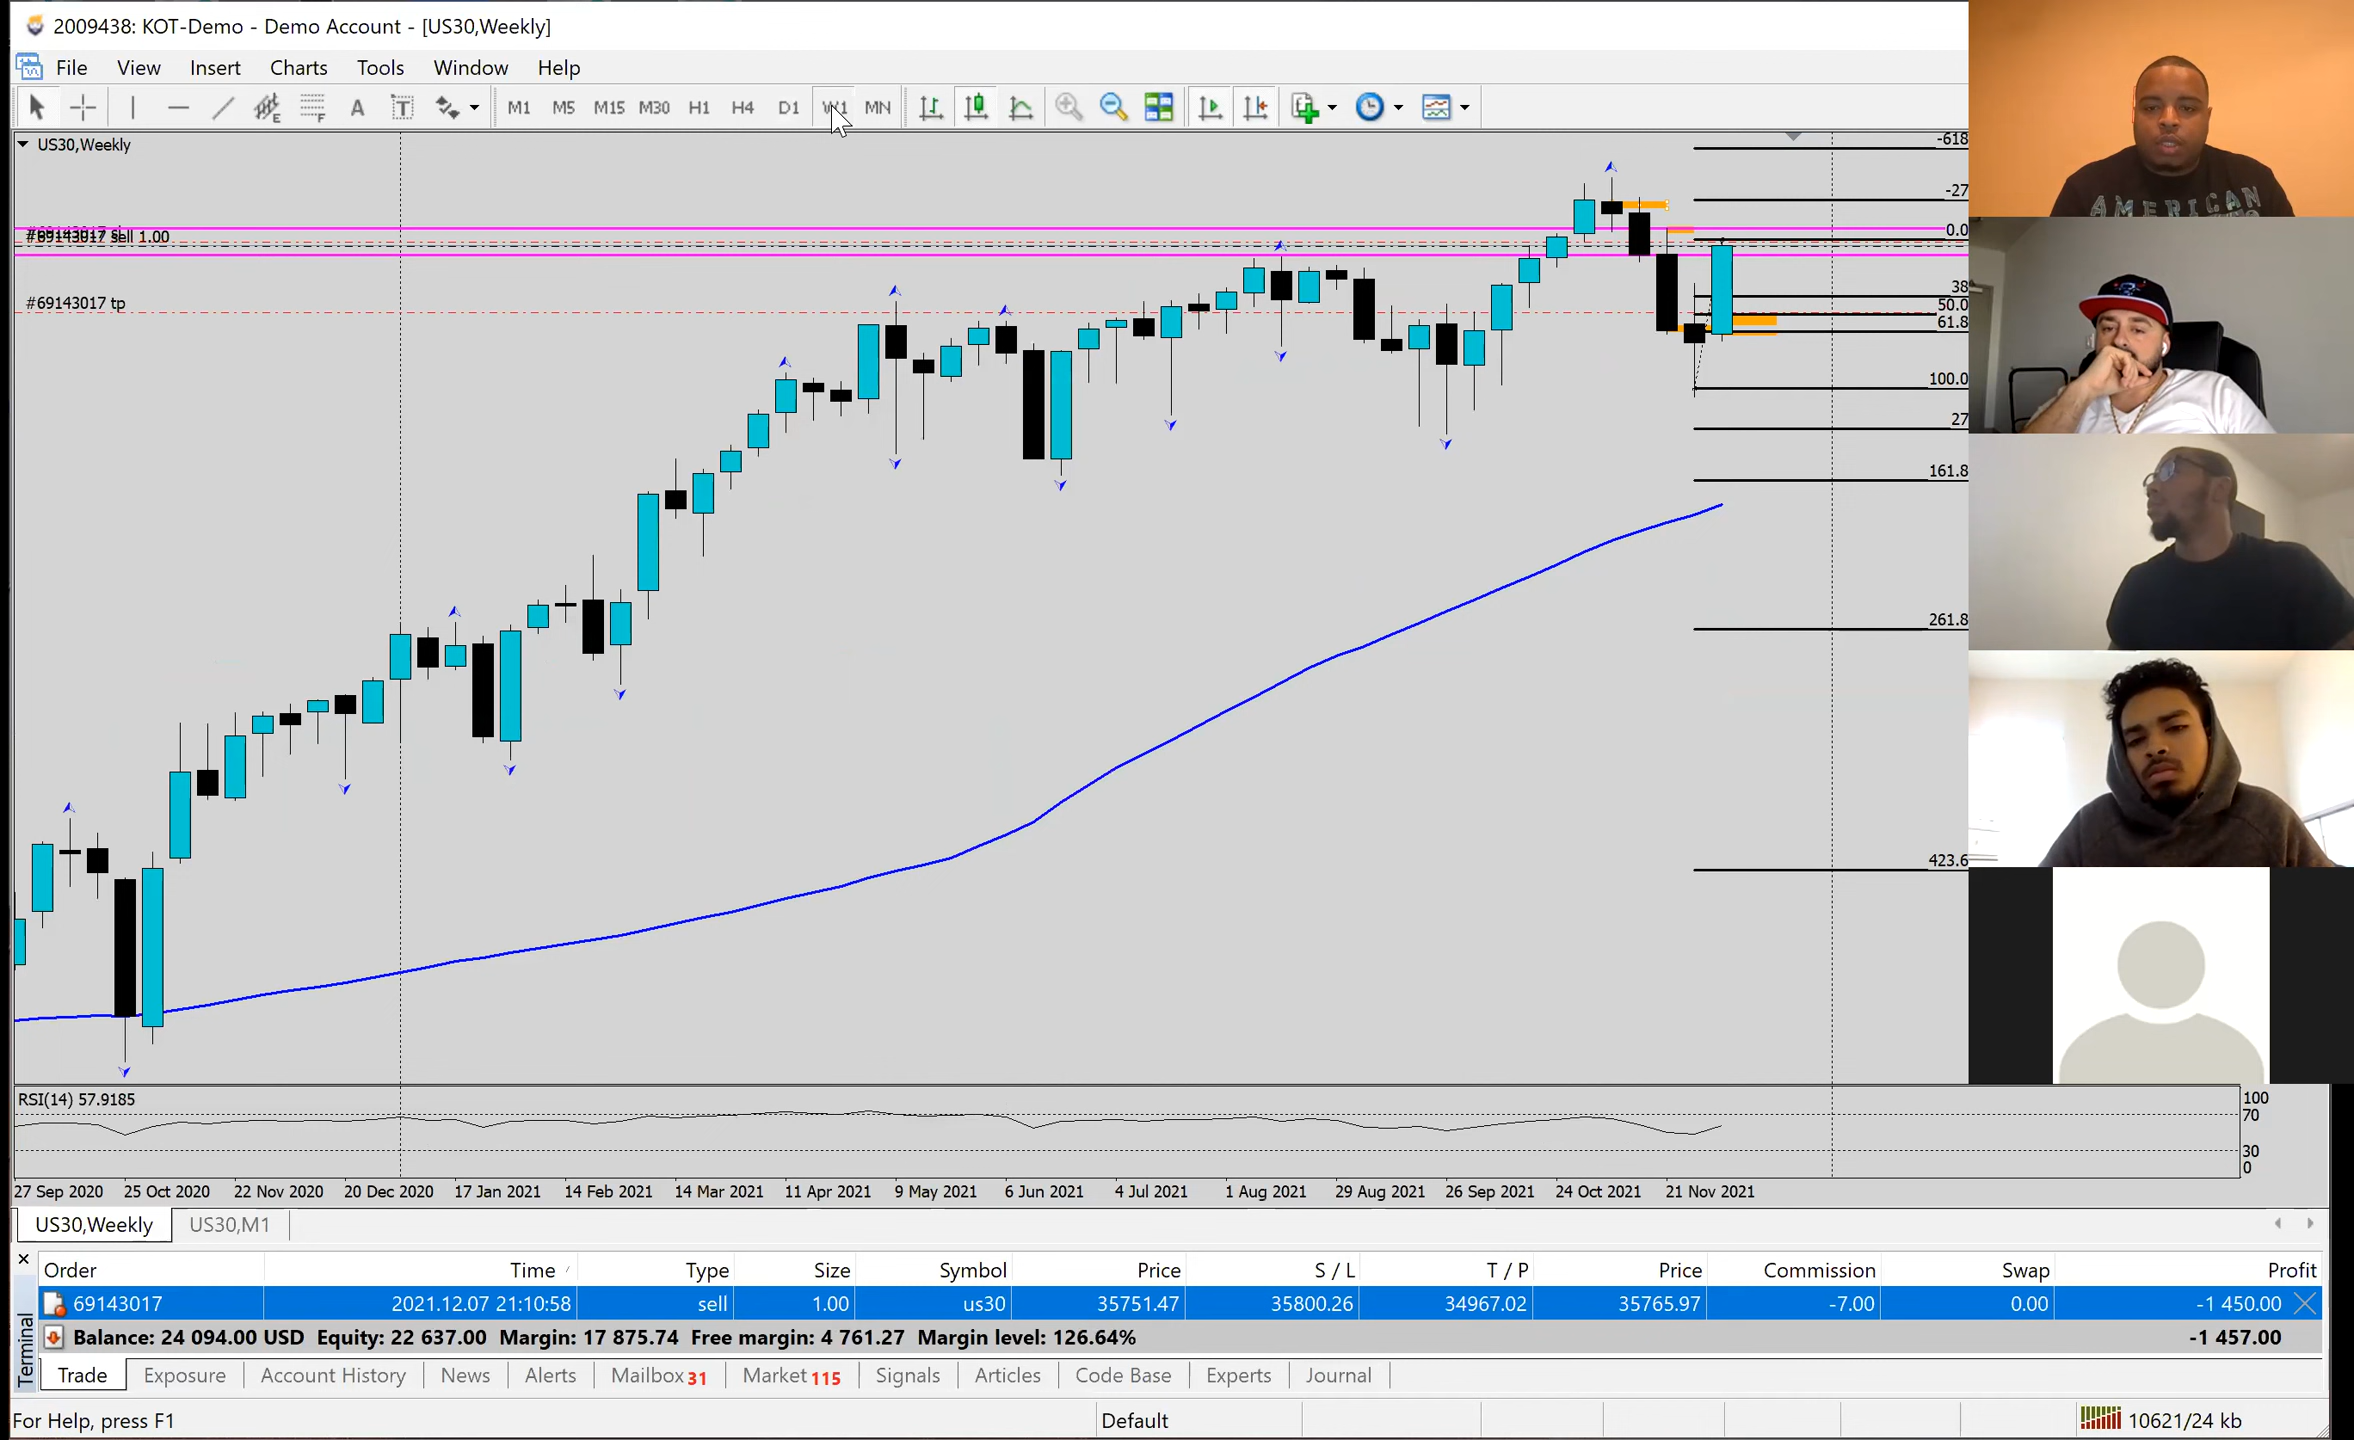 2009438: KOT-Demo - Demo Account - [US30,Weekly]
File View Insert Charts Tools Window Help
A T E F M1 M5 M15 M30 H1 H4 D1 W1 MN
US30,Weekly
-618
-27
#69143017 sell 1.00
0.0
#69143017 tp
38
50.0
61.8
100.0
27
161.8
261.8
423.6
AMERICAN
RSI(14) 57.9185
100
70
30
0
27 Sep 2020 25 Oct 2020 22 Nov 2020 20 Dec 2020 17 Jan 2021 14 Feb 2021 14 Mar 2021 11 Apr 2021 9 May 2021 6 Jun 2021 4 Jul 2021 1 Aug 2021 29 Aug 2021 26 Sep 2021 24 Oct 2021 21 Nov 2021
US30,Weekly US30,M1
Order Time Type Size Symbol Price S / L T / P Price Commission Swap Profit
69143017 2021.12.07 21:10:58 sell 1.00 us30 35751.47 35800.26 34967.02 35765.97 -7.00 0.00 -1 450.00
Balance: 24 094.00 USD Equity: 22 637.00 Margin: 17 875.74 Free margin: 4 761.27 Margin level: 126.64% -1 457.00
Terminal
Trade Exposure Account History News Alerts Mailbox 31 Market 115 Signals Articles Code Base Experts Journal
For Help, press F1 Default 10621/24 kb